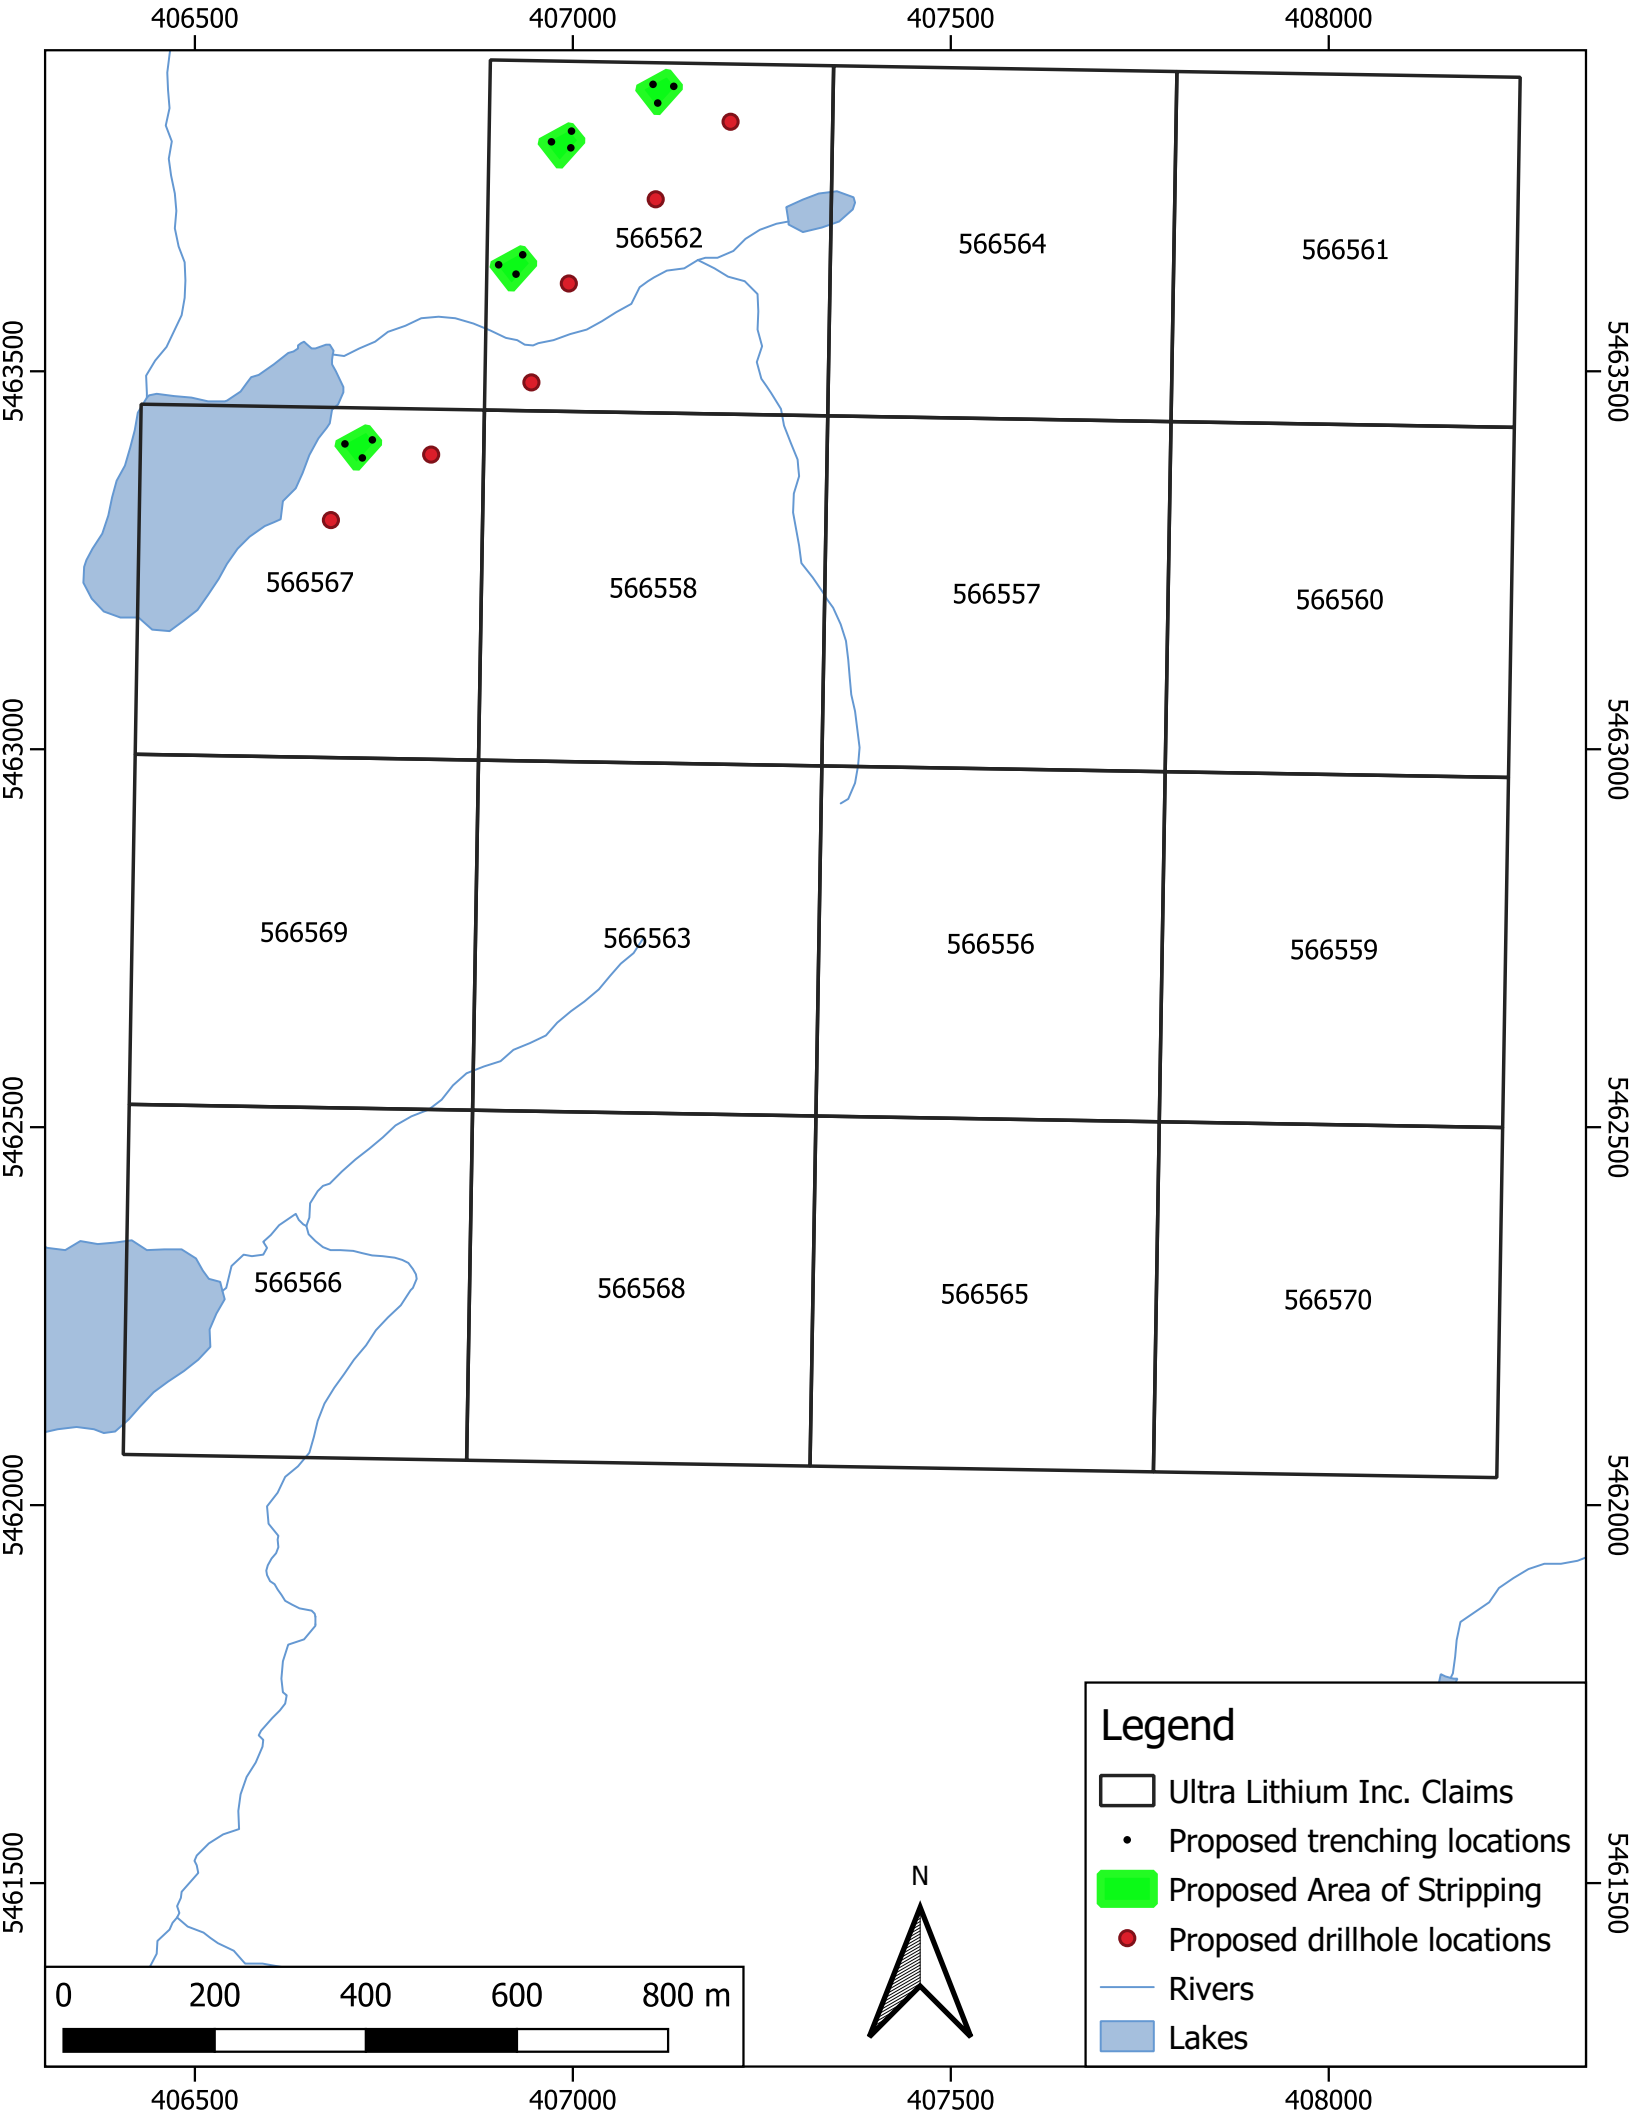 406500 407000 407500 408000
566562 566564 566561
5463500 5463500
566567 566558 566557 566560
5463000 5463000
566569 566563 566556 566559
5462500 5462500
566566 566568 566565 566570
5462000 5462000
Legend
Ultra Lithium Inc. Claims
Proposed trenching locations
Proposed Area of Stripping
Proposed drillhole locations
Rivers
Lakes
5461500 5461500
N
0 200 400 600 800 m
406500 407000 407500 408000